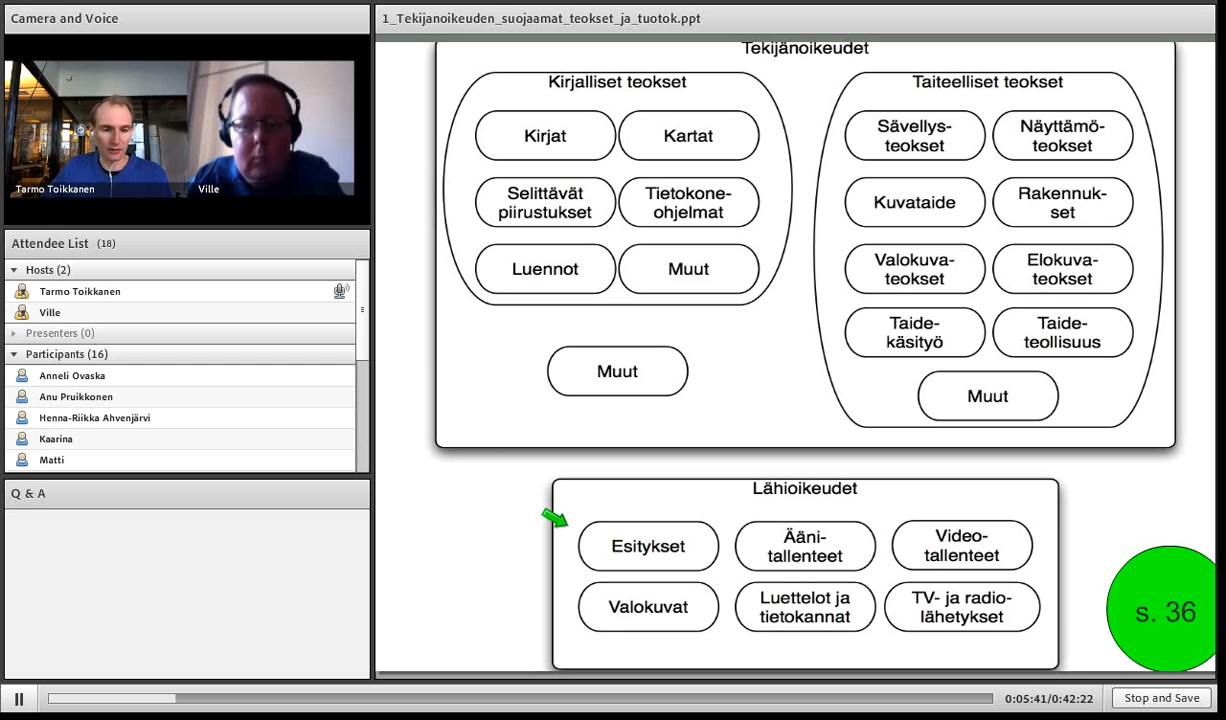 Camera and Voice
Tarmo Toikkanen
Ville
Attendee List (18)
Hosts (2)
Tarmo Toikkanen
Ville
Presenters (0)
Participants (16)
Anneli Ovaska
Anu Pruikkonen
Henna-Riikka Ahvenjärvi
Kaarina
Matti
Q & A
1_Tekijanoikeuden_suojaamat_teokset_ja_tuotok.ppt
Tekijänoikeudet
Kirjalliset teokset
Kirjat
Kartat
Selittävät
piirustukset
Tietokone-
ohjelmat
Luennot
Muut
Muut
Taiteelliset teokset
Sävellys-
teokset
Näyttämö-
teokset
Kuvataide
Rakennuk-
set
Valokuva-
teokset
Elokuva-
teokset
Taide-
käsityö
Taide-
teollisuus
Muut
Lähioikeudet
Esitykset
Ääni-
tallenteet
Video-
tallenteet
Valokuvat
Luettelot ja
tietokannat
TV- ja radio-
lähetykset
s. 36
0:05:41/0:42:22
Stop and Save